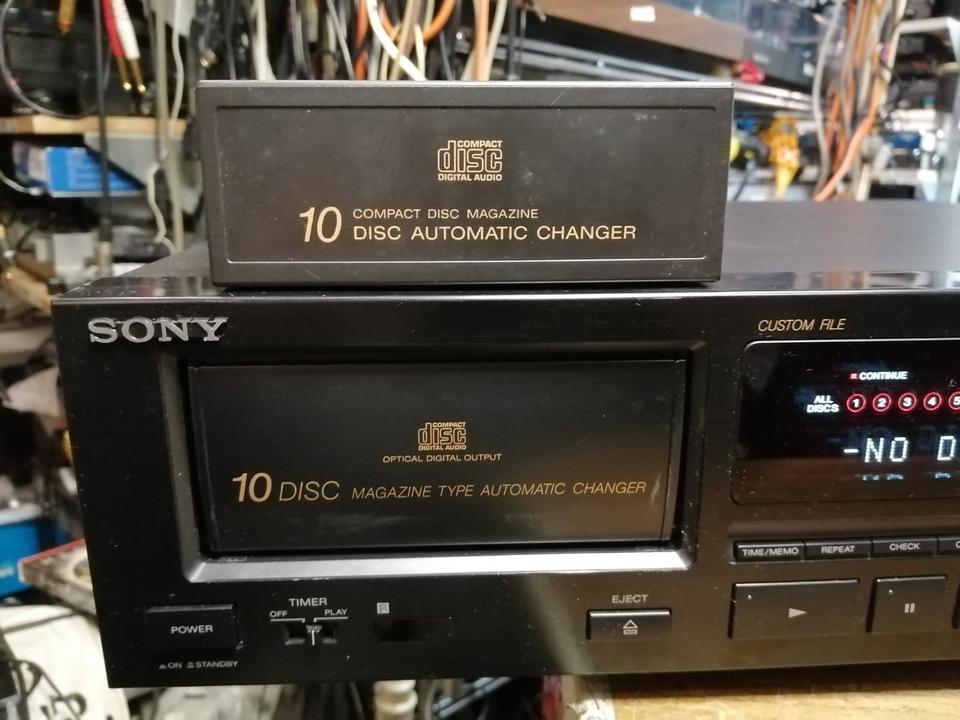 COMPACT
disc
DIGITAL AUDIO
10 COMPACT DISC MAGAZINE
DISC AUTOMATIC CHANGER
SONY
CUSTOM FILE
CONTINUE
ALL DISCS 1 2 3 4 5
-NO D
COMPACT
disc
DIGITAL AUDIO
OPTICAL DIGITAL OUTPUT
10 DISC MAGAZINE TYPE AUTOMATIC CHANGER
TIME/MEMO REPEAT CHECK
POWER
ON STANDBY
TIMER
OFF PLAY
EJECT